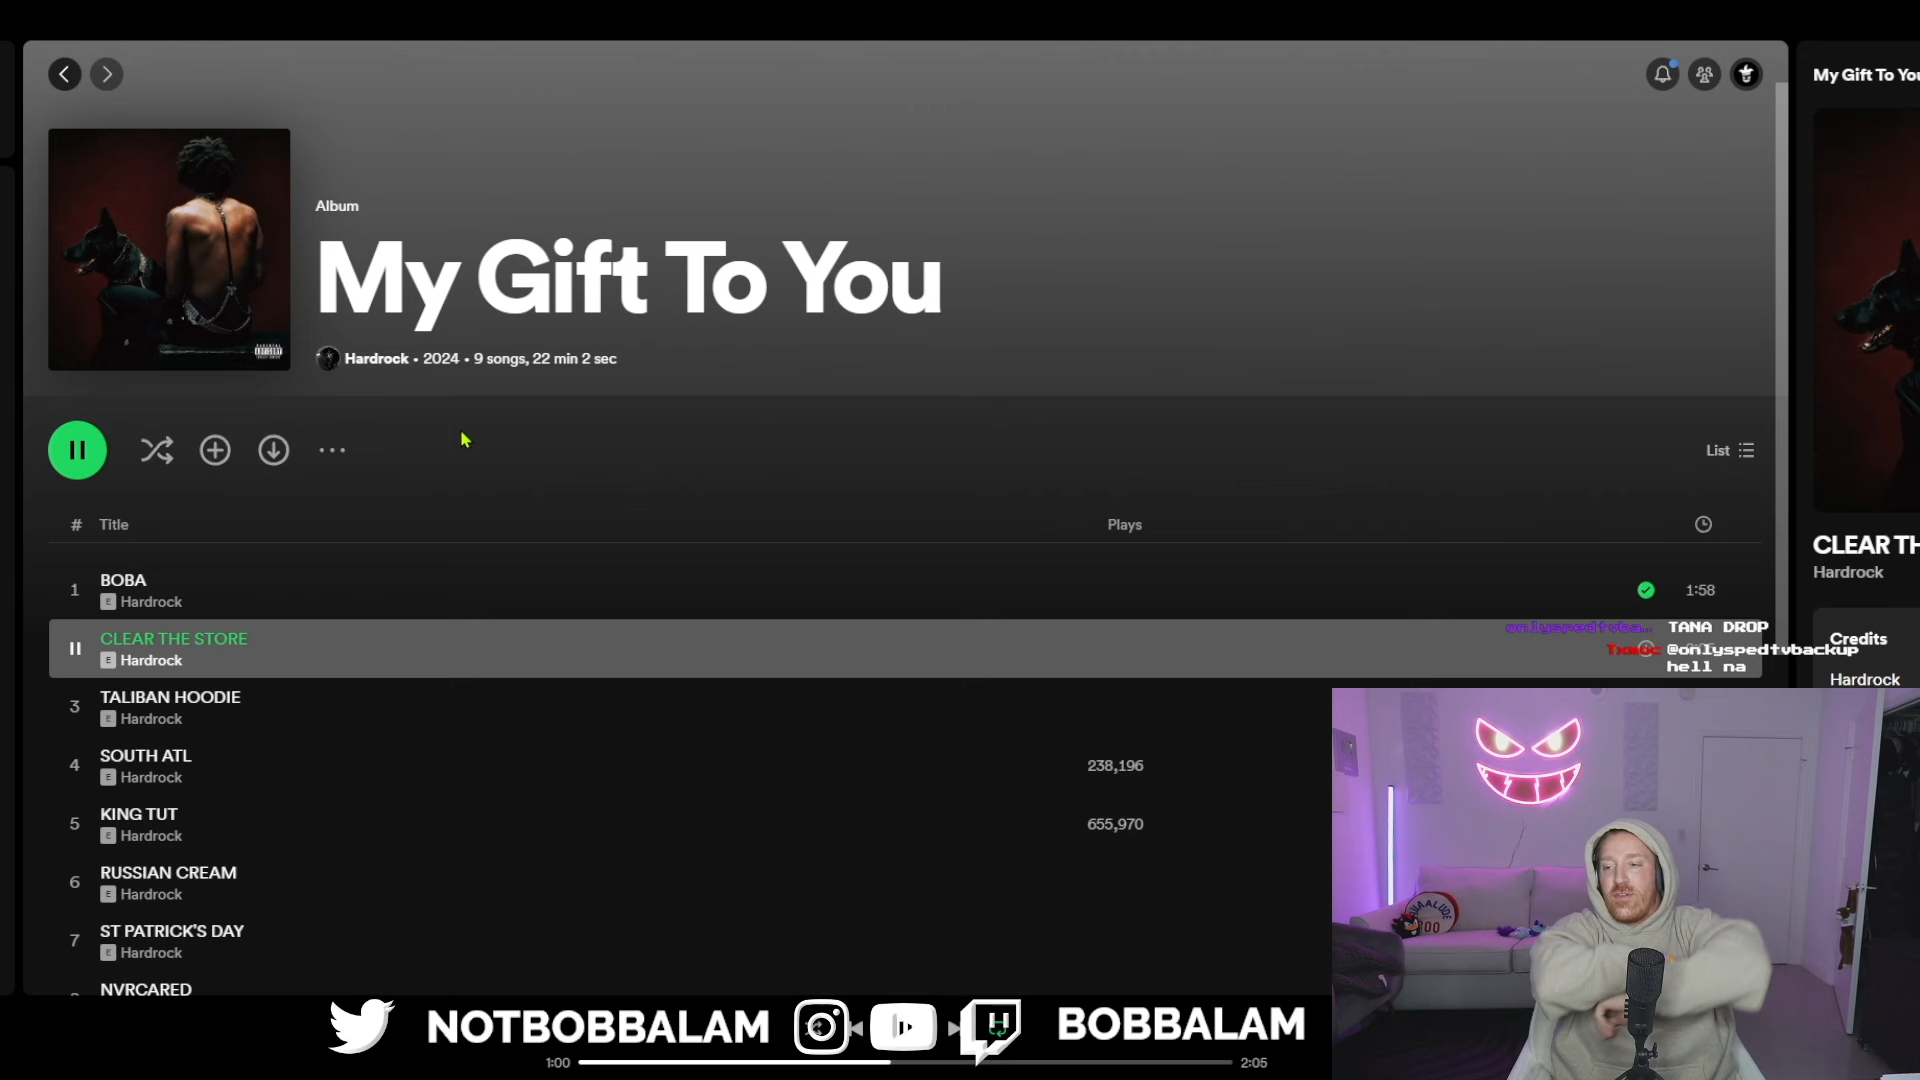 My Gift To You
Album
My Gift To You
Hardrock • 2024 • 9 songs, 22 min 2 sec
List
# Title Plays
1 BOBA 1:58
E Hardrock
CLEAR THE STORE
E Hardrock
3 TALIBAN HOODIE
E Hardrock
4 SOUTH ATL 238,196
E Hardrock
5 KING TUT 655,970
E Hardrock
6 RUSSIAN CREAM
E Hardrock
7 ST PATRICK'S DAY
E Hardrock
NVRCARED
CLEAR TH
Hardrock
Credits
Hardrock
onlyspedtvba... TANA DROP
@onlyspedtvbackup
hell na
NOTBOBBALAM
BOBBALAM
1:00
2:05